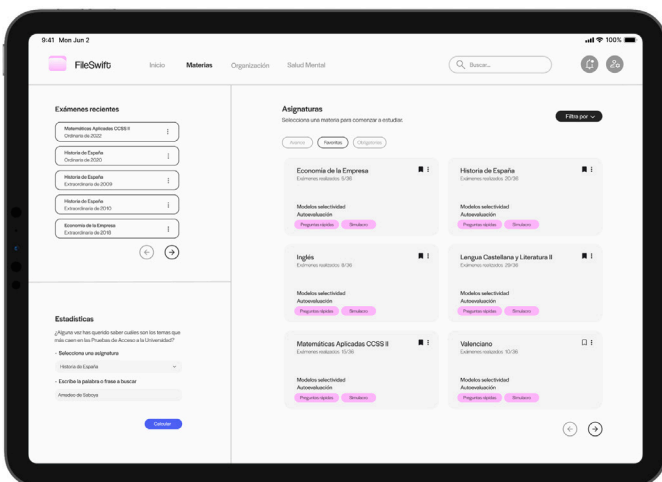 9:41 Mon Jun 2
100%
FileSwift
Inicio
Materias
Organización
Salud Mental
Buscar...
Exámenes recientes
Matemáticas Aplicadas CCSS II
Ordinaria de 2022
Historia de España
Ordinaria de 2020
Historia de España
Extraordinaria de 2009
Historia de España
Extraordinaria de 2010
Economía de la Empresa
Extraordinaria de 2018
Estadísticas
¿Alguna vez has querido saber cuáles son los temas que
más caen en las Pruebas de Acceso a la Universidad?
- Selecciona una asignatura
Historia de España
- Escribe la palabra o frase a buscar
Amadeo de Saboya
Calcular
Asignaturas
Selecciona una materia para comenzar a estudiar.
Filtra por
Favoritas
Obligatorias
Economía de la Empresa
Exámenes realizados: 5/36
Modelos selectividad
Autoevaluación
Preguntas rápidas
Simulacro
Historia de España
Exámenes realizados: 20/36
Modelos selectividad
Autoevaluación
Preguntas rápidas
Simulacro
Inglés
Exámenes realizados: 8/36
Modelos selectividad
Autoevaluación
Preguntas rápidas
Simulacro
Lengua Castellana y Literatura II
Exámenes realizados: 29/36
Modelos selectividad
Autoevaluación
Preguntas rápidas
Simulacro
Matemáticas Aplicadas CCSS II
Exámenes realizados: 15/36
Modelos selectividad
Autoevaluación
Preguntas rápidas
Simulacro
Valenciano
Exámenes realizados: 10/36
Modelos selectividad
Autoevaluación
Preguntas rápidas
Simulacro